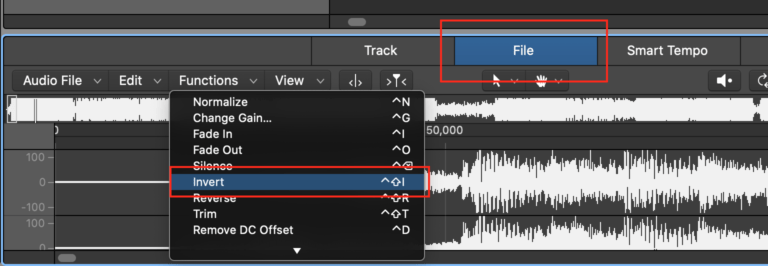 Track File Smart Tempo
Audio File Edit Functions View
Normalize ^N
Change Gain... ^G
Fade In ^I
Fade Out ^O
Silence ^⌫
Invert ^⇧I
Reverse ^⇧R
Trim ^⇧T
Remove DC Offset ^D
0 50,000
100
0
-100
100
0